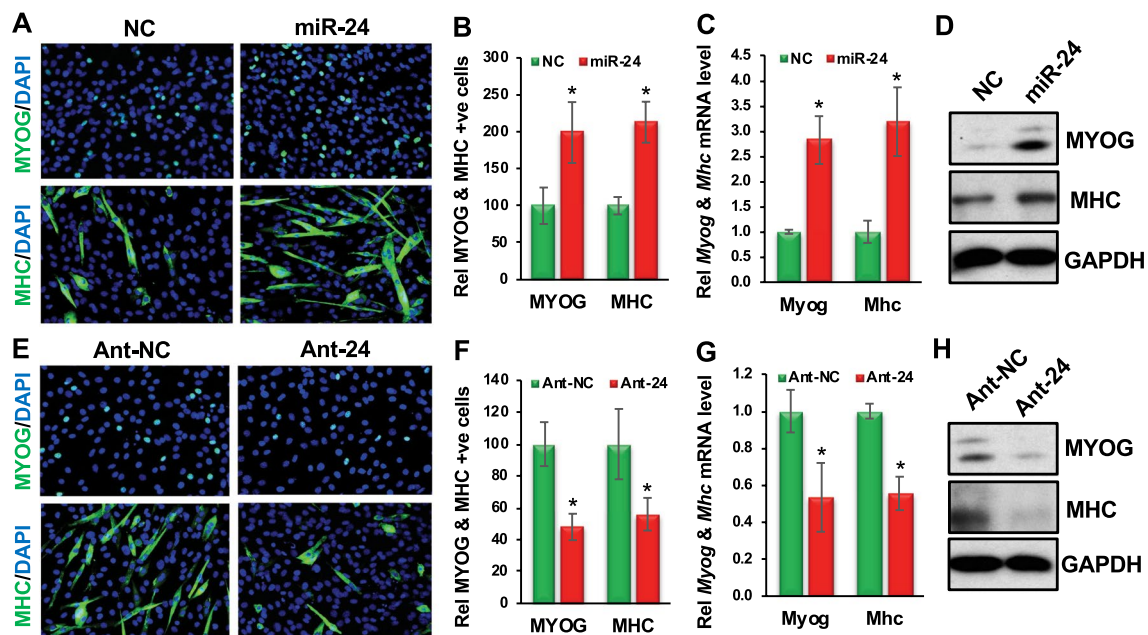 A
NC
miR-24
MYOG/DAPI
MHC/DAPI
B
NC miR-24
Rel MYOG & MHC +ve cells
300
250
200
150
100
50
0
* *
MYOG MHC
C
NC miR-24
Rel Myog & Mhc mRNA level
4.5
4.0
3.5
3.0
2.5
2.0
1.5
1.0
0.5
0.0
* *
Myog Mhc
D
NC miR-24
MYOG
MHC
GAPDH
E
Ant-NC
Ant-24
MYOG/DAPI
MHC/DAPI
F
Ant-NC Ant-24
Rel MYOG & MHC +ve cells
140
120
100
80
60
40
20
0
* *
MYOG MHC
G
Ant-NC Ant-24
Rel Myog & Mhc mRNA level
1.2
1.0
0.8
0.6
0.4
0.2
0.0
* *
Myog Mhc
H
Ant-NC Ant-24
MYOG
MHC
GAPDH